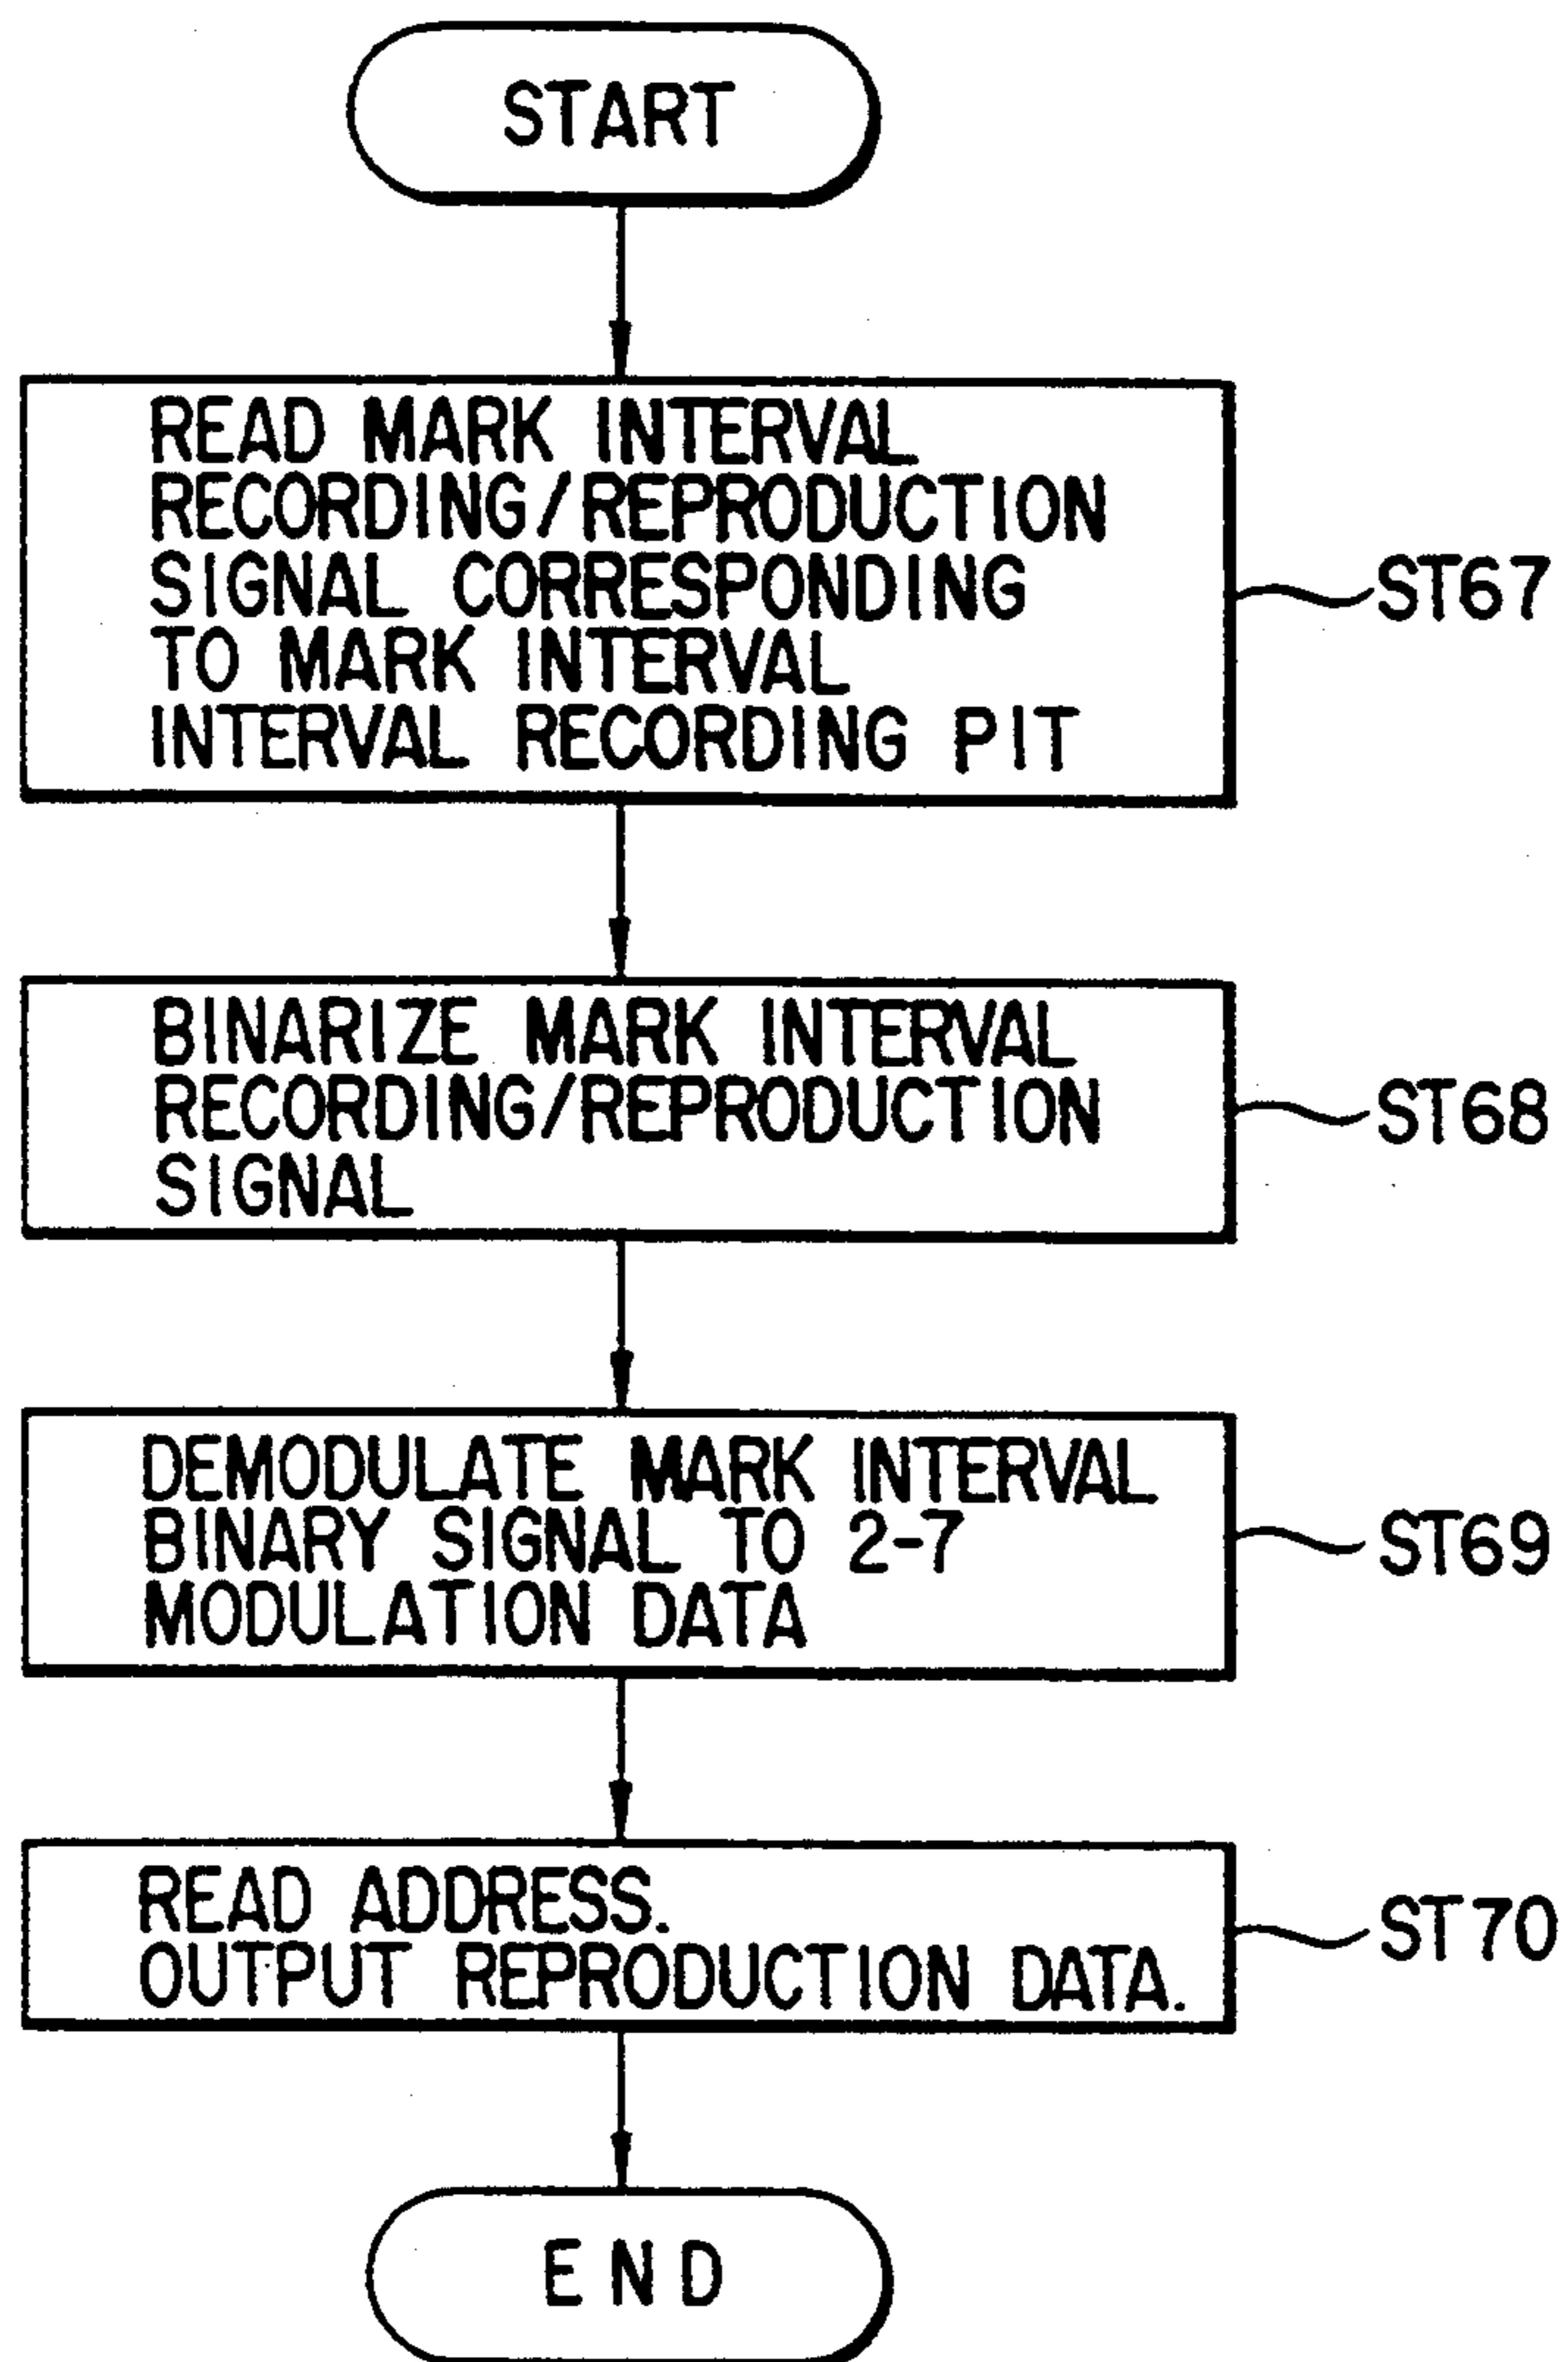 START
READ MARK INTERVAL
RECORDING/REPRODUCTION
SIGNAL CORRESPONDING
TO MARK INTERVAL
INTERVAL RECORDING PIT
ST67
BINARIZE MARK INTERVAL
RECORDING/REPRODUCTION
SIGNAL
ST68
DEMODULATE MARK INTERVAL
BINARY SIGNAL TO 2-7
MODULATION DATA
ST69
READ ADDRESS.
OUTPUT REPRODUCTION DATA.
ST70
END